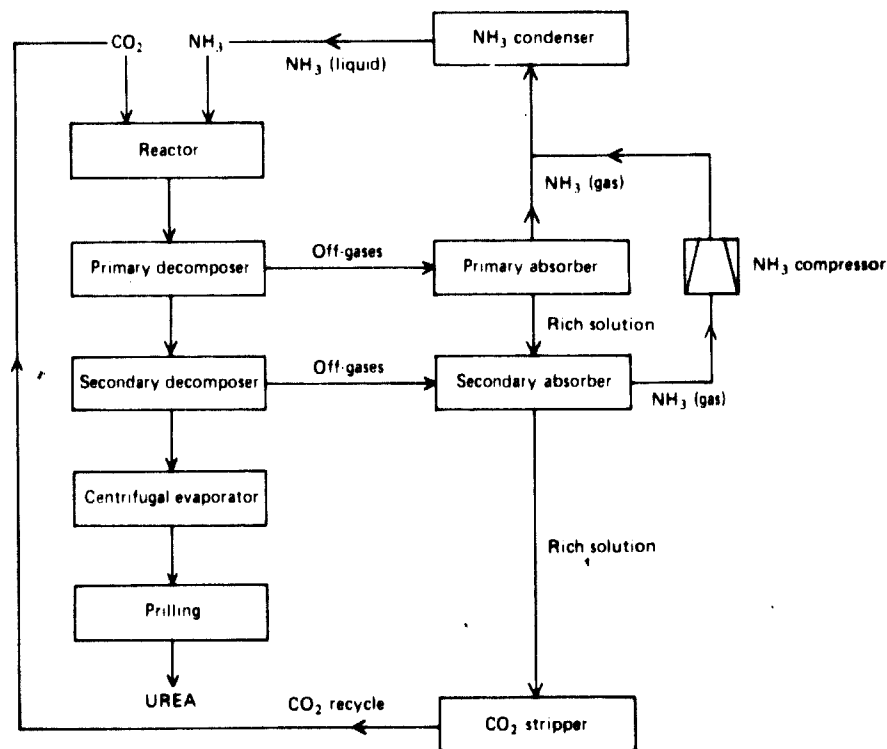 CO2
NH3
NH3 (liquid)
NH3 condenser
Reactor
NH3 (gas)
Primary decomposer
Off-gases
Primary absorber
NH3 compressor
Rich solution
Secondary decomposer
Off-gases
Secondary absorber
NH3 (gas)
Centrifugal evaporator
Rich solution
Prilling
UREA
CO2 recycle
CO2 stripper